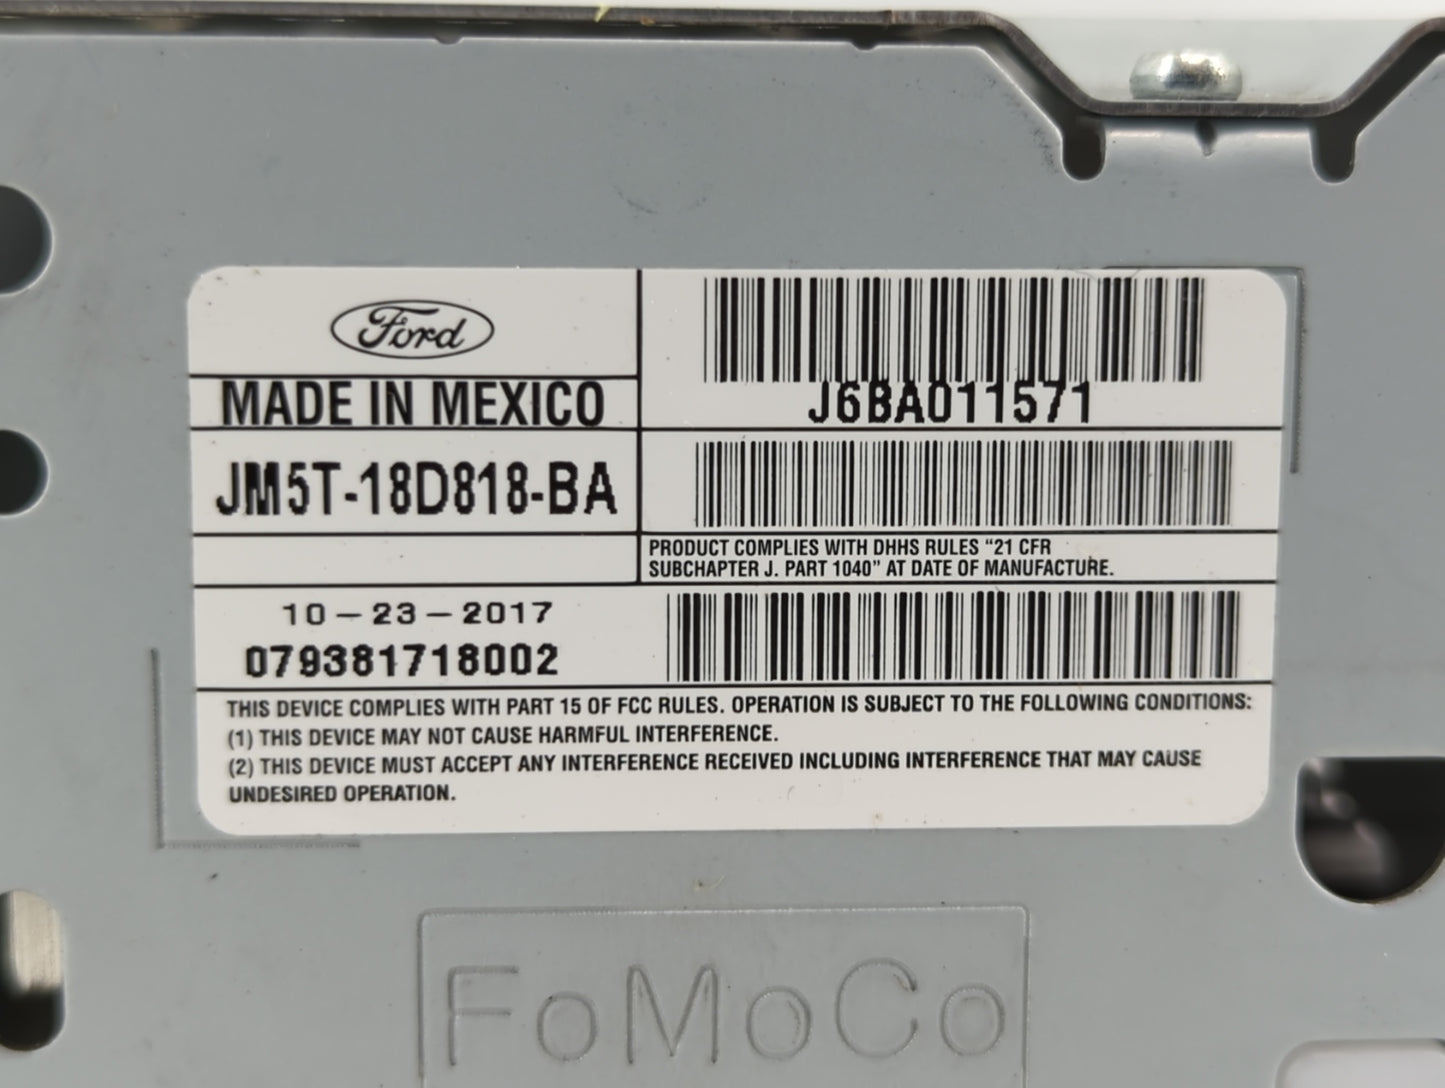 Ford
MADE IN MEXICO
J6BA011571
JM5T-18D818-BA
PRODUCT COMPLIES WITH DHHS RULES “21 CFR
SUBCHAPTER J. PART 1040” AT DATE OF MANUFACTURE.
10-23-2017
079381718002
THIS DEVICE COMPLIES WITH PART 15 OF FCC RULES. OPERATION IS SUBJECT TO THE FOLLOWING CONDITIONS:
(1) THIS DEVICE MAY NOT CAUSE HARMFUL INTERFERENCE.
(2) THIS DEVICE MUST ACCEPT ANY INTERFERENCE RECEIVED INCLUDING INTERFERENCE THAT MAY CAUSE
UNDESIRED OPERATION.
FoMoCo